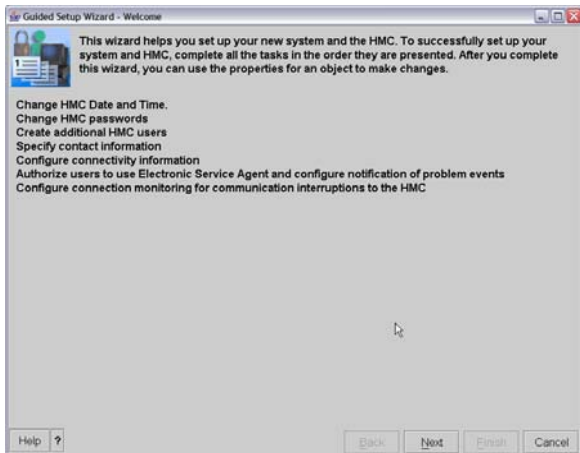 Guided Setup Wizard - Welcome
This wizard helps you set up your new system and the HMC. To successfully set up your
system and HMC, complete all the tasks in the order they are presented. After you complete
this wizard, you can use the properties for an object to make changes.
Change HMC Date and Time.
Change HMC passwords
Create additional HMC users
Specify contact information
Configure connectivity information
Authorize users to use Electronic Service Agent and configure notification of problem events
Configure connection monitoring for communication interruptions to the HMC
Help ? Back Next Finish Cancel